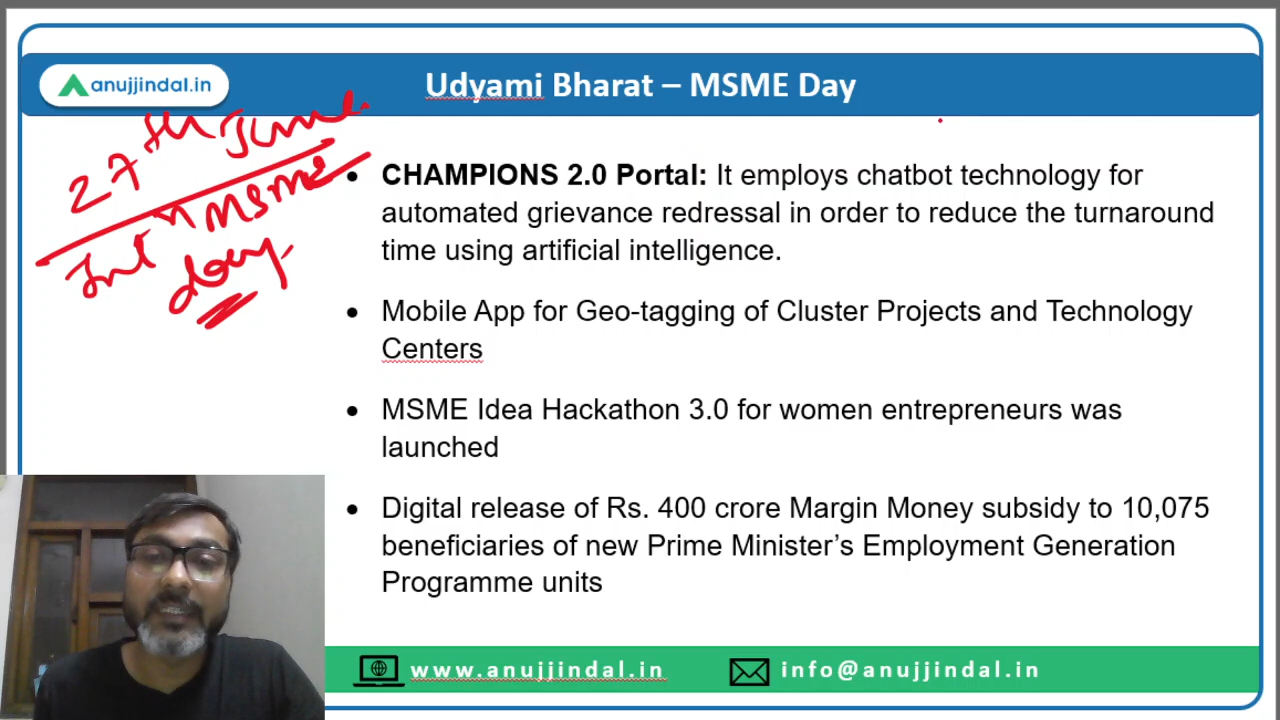 anujjindal.in
Udyami Bharat – MSME Day
27th June
Intn MSME
day
• CHAMPIONS 2.0 Portal: It employs chatbot technology for
automated grievance redressal in order to reduce the turnaround
time using artificial intelligence.
• Mobile App for Geo-tagging of Cluster Projects and Technology
Centers
• MSME Idea Hackathon 3.0 for women entrepreneurs was
launched
• Digital release of Rs. 400 crore Margin Money subsidy to 10,075
beneficiaries of new Prime Minister’s Employment Generation
Programme units
www.anujjindal.in
info@anujjindal.in